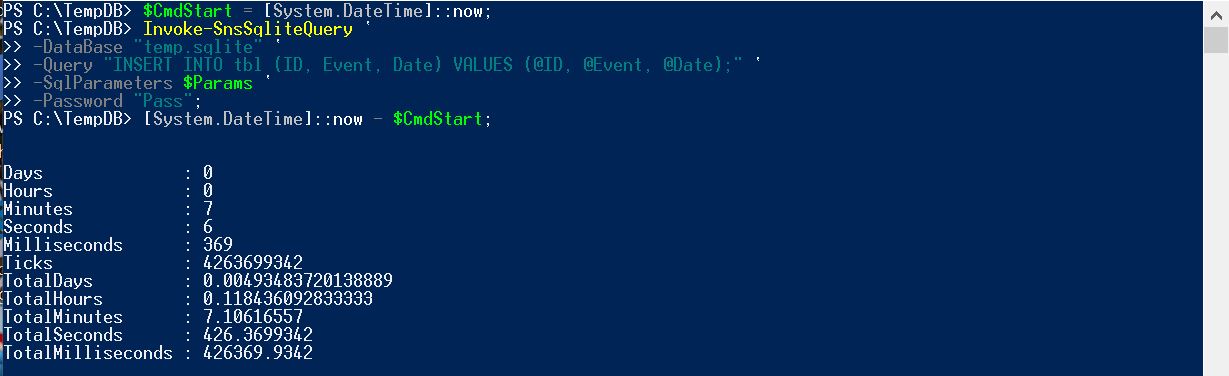 PS C:\TempDB> $CmdStart = [System.DateTime]::now;
PS C:\TempDB> Invoke-SnsSqliteQuery `
>> -DataBase "temp.sqlite" `
>> -Query "INSERT INTO tbl (ID, Event, Date) VALUES (@ID, @Event, @Date);" `
>> -SqlParameters $Params `
>> -Password "Pass";
PS C:\TempDB> [System.DateTime]::now - $CmdStart;
Days              : 0
Hours             : 0
Minutes           : 7
Seconds           : 6
Milliseconds      : 369
Ticks             : 4263699342
TotalDays         : 0.00493483720138889
TotalHours        : 0.118436092833333
TotalMinutes      : 7.10616557
TotalSeconds      : 426.3699342
TotalMilliseconds : 426369.9342